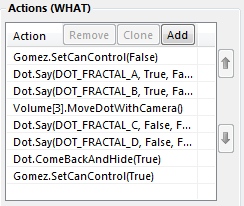 Actions (WHAT)
Action Remove Clone Add
Gomez.SetCanControl(False)
Dot.Say(DOT_FRACTAL_A, True, Fa...
Dot.Say(DOT_FRACTAL_B, True, Fa...
Volume[3].MoveDotWithCamera()
Dot.Say(DOT_FRACTAL_C, False, F...
Dot.Say(DOT_FRACTAL_D, False, F...
Dot.ComeBackAndHide(True)
Gomez.SetCanControl(True)